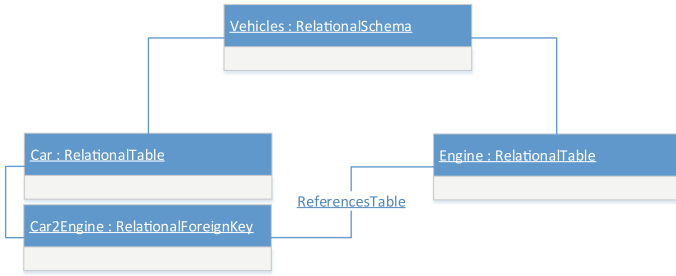 Vehicles : RelationalSchema
Car : RelationalTable
Engine : RelationalTable
ReferencesTable
Car2Engine : RelationalForeignKey